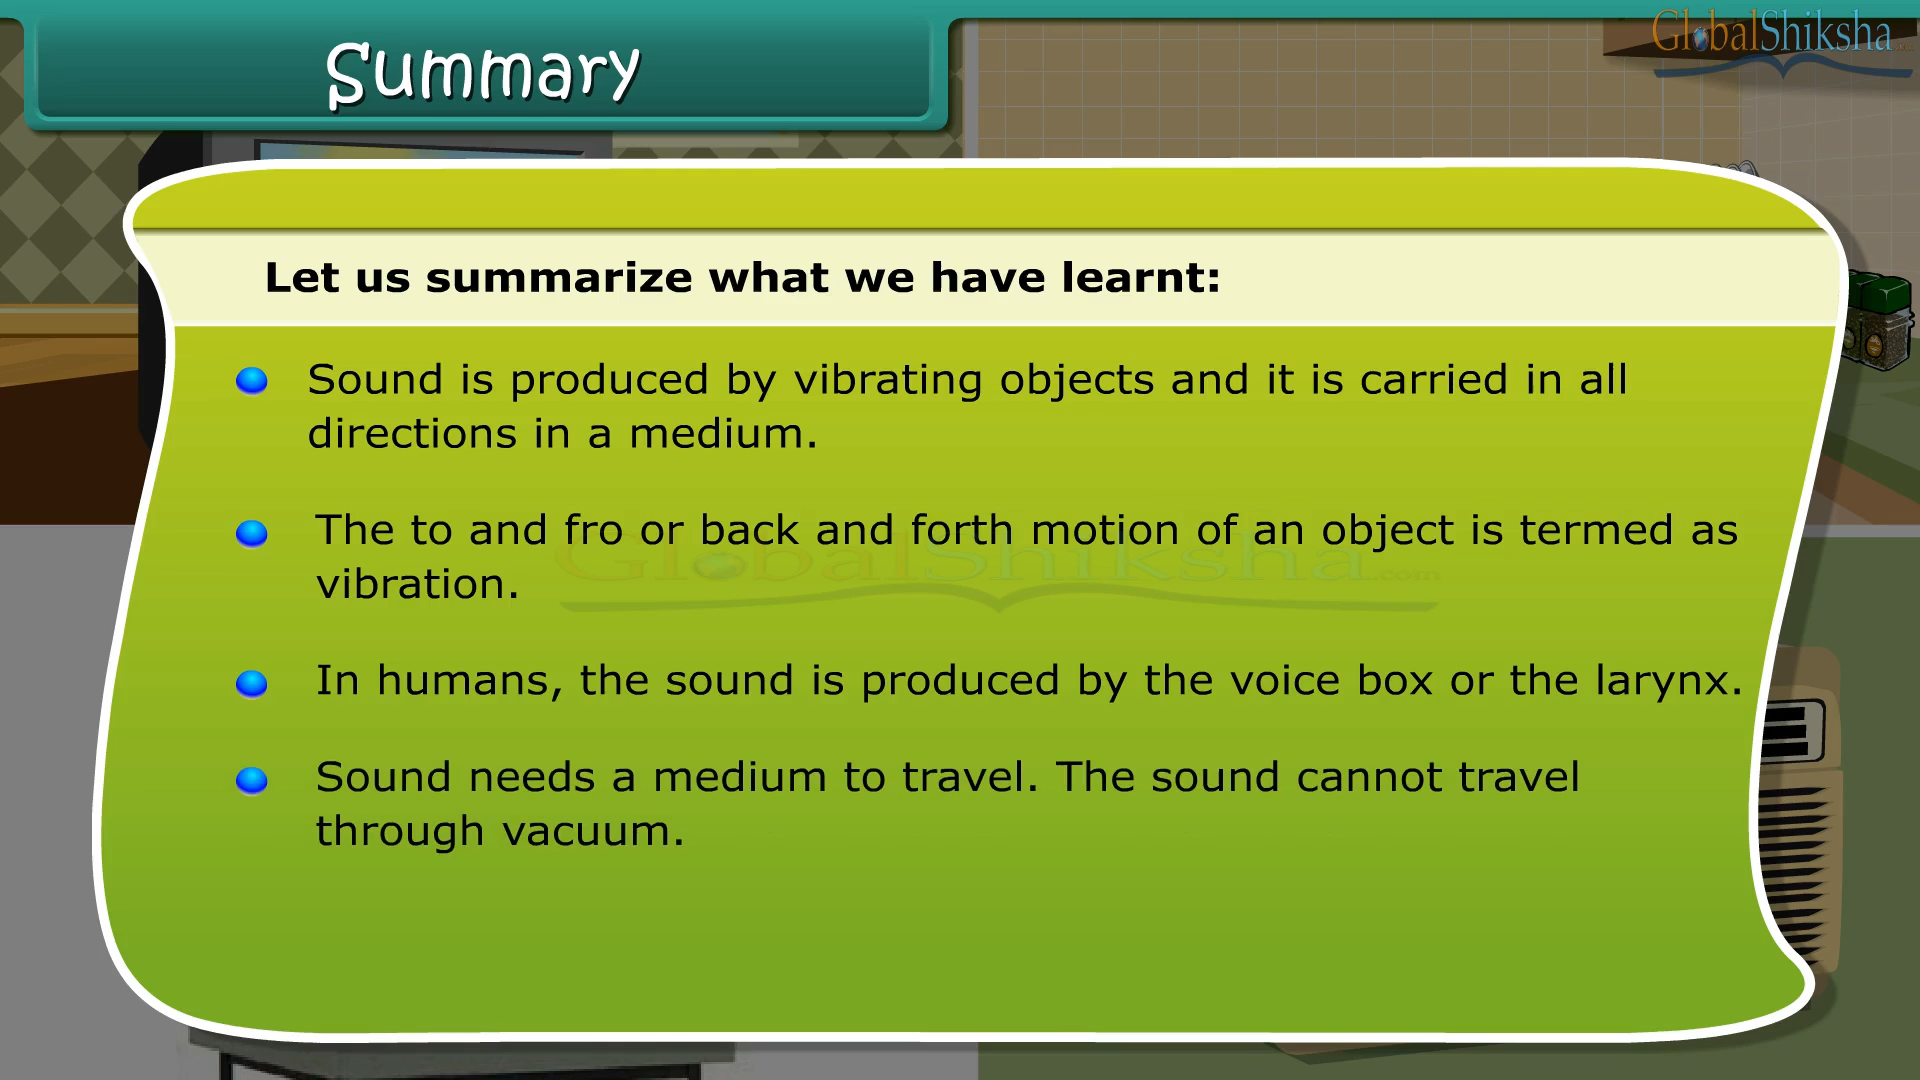 Summary
GlobalShiksha
Let us summarize what we have learnt:
Sound is produced by vibrating objects and it is carried in all
directions in a medium.
The to and fro or back and forth motion of an object is termed as
vibration.
GlobalShiksha.com
In humans, the sound is produced by the voice box or the larynx.
Sound needs a medium to travel. The sound cannot travel
through vacuum.